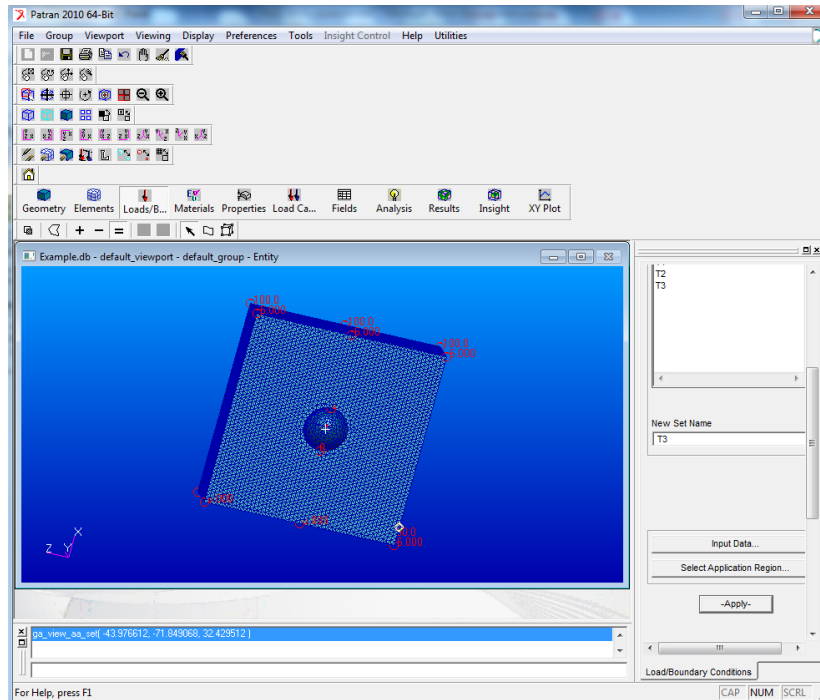 Patran 2010 64-Bit
File Group Viewport Viewing Display Preferences Tools Insight Control Help Utilities
Geometry Elements Loads/B... Materials Properties Load Ca... Fields Analysis Results Insight XY Plot
Example.db - default_viewport - default_group - Entity
T2
T3
New Set Name
T3
Input Data...
Select Application Region...
-Apply-
X
Z Y
ga_view_aa_set( -43.976612, -71.849068, 32.429512 )
Load/Boundary Conditions
For Help, press F1
CAP NUM SCRL